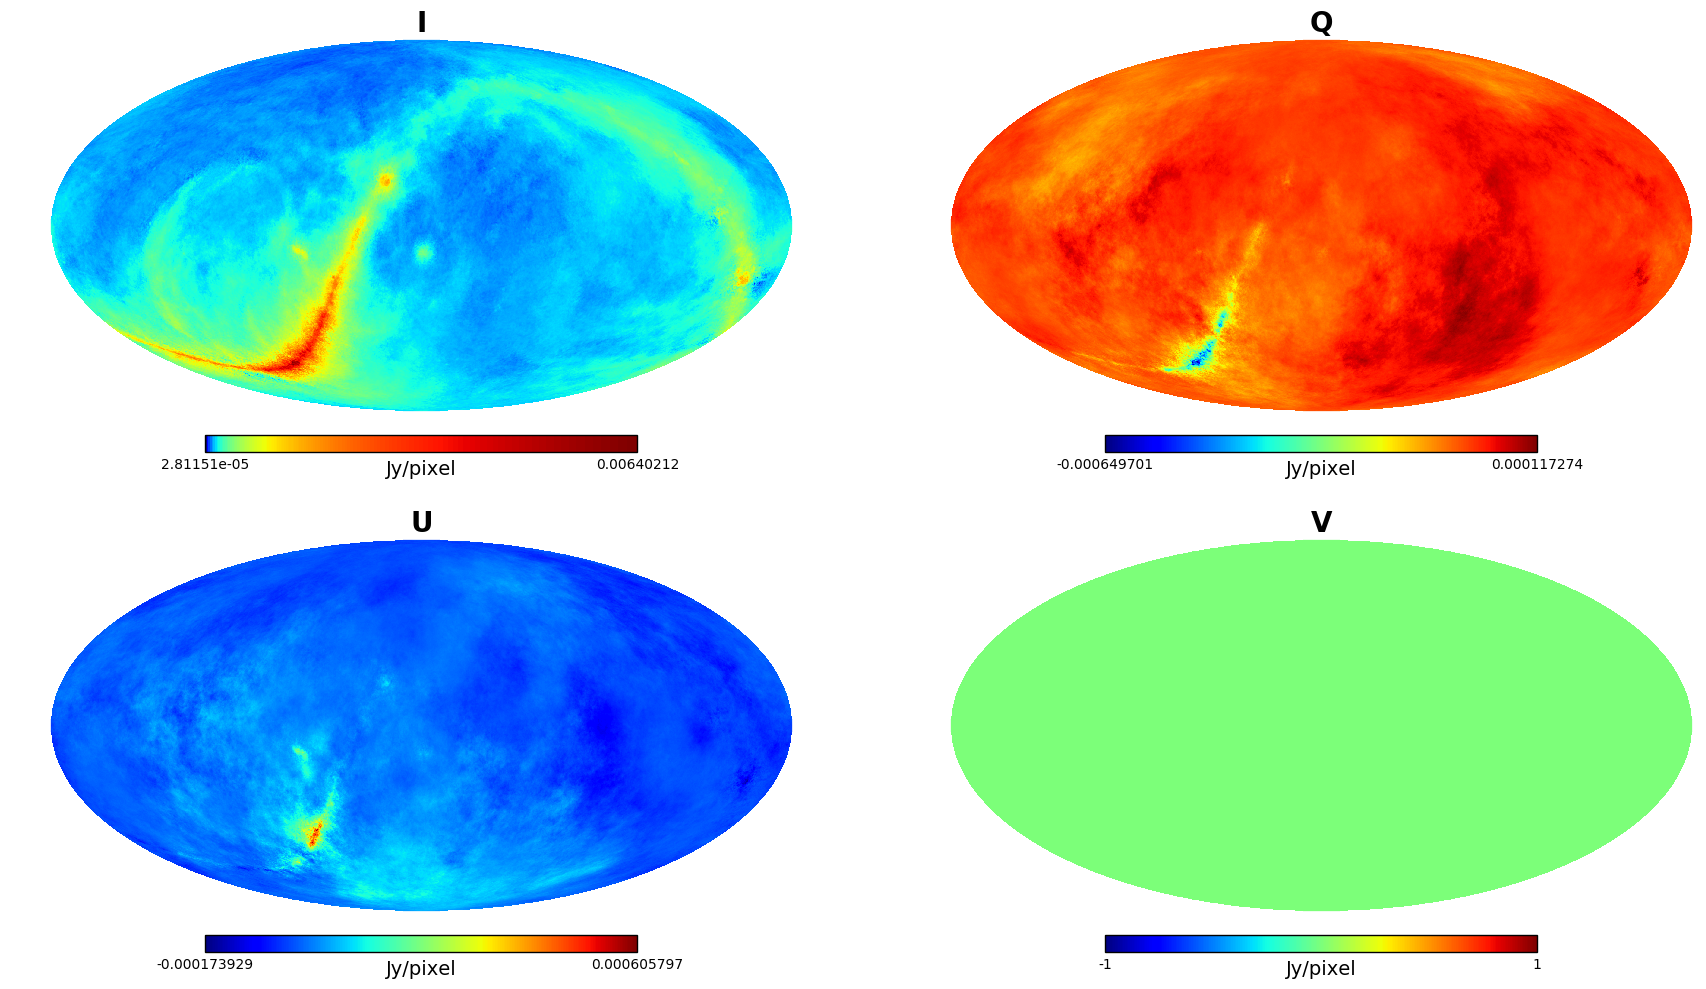 I
Q
2.81151e-05 Jy/pixel 0.00640212
-0.000649701 Jy/pixel 0.000117274
U
V
-0.000173929 Jy/pixel 0.000605797
-1 Jy/pixel 1